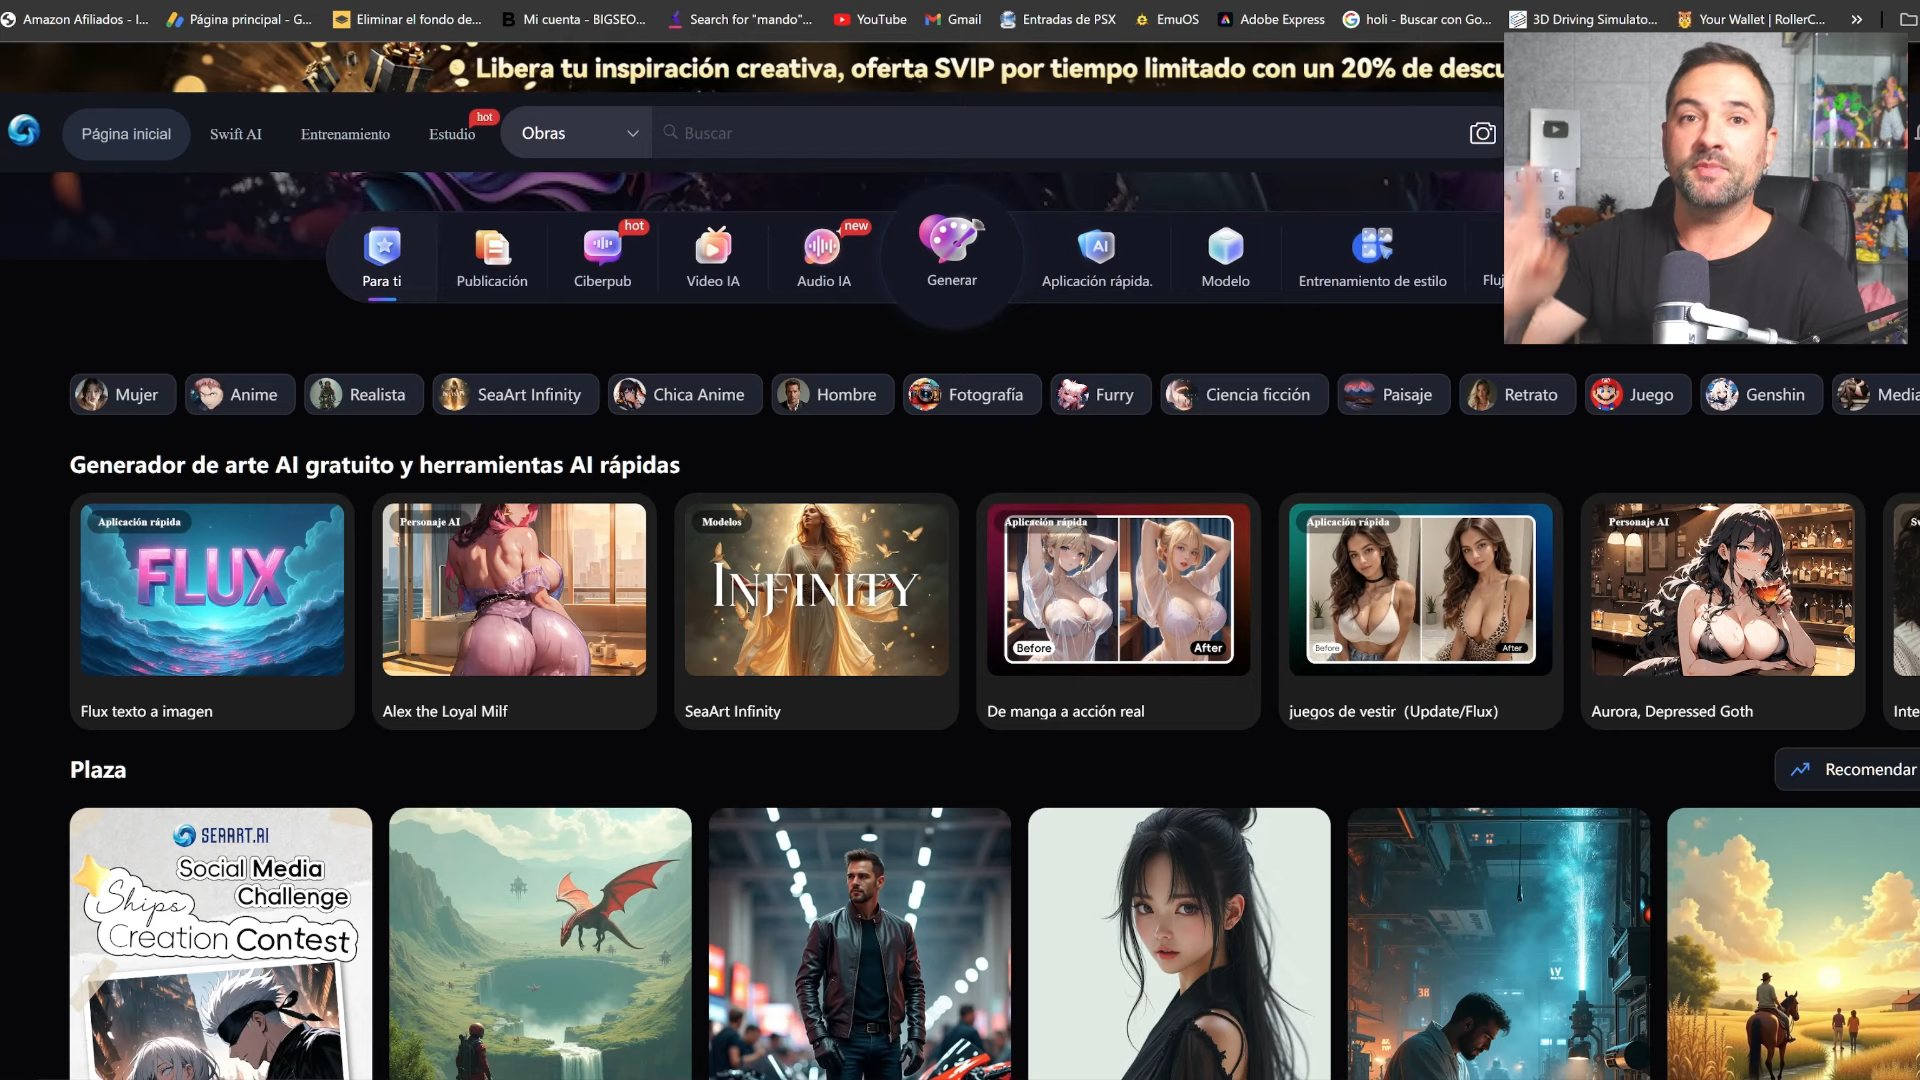 Amazon Afiliados - I...
Página principal - G...
Eliminar el fondo de...
Mi cuenta - BIGSEO...
Search for "mando"...
YouTube
Gmail
Entradas de PSX
EmuOS
Adobe Express
holi - Buscar con Go...
3D Driving Simulato...
Your Wallet | RollerC...
Libera tu inspiración creativa, oferta SVIP por tiempo limitado con un 20% de descu
Página inicial
Swift AI
Entrenamiento
Estudio
hot
Obras
Buscar
Para ti
Publicación
Ciberpub
hot
Video IA
Audio IA
new
Generar
Aplicación rápida.
Modelo
Entrenamiento de estilo
Fluj
Mujer
Anime
Realista
SeaArt Infinity
Chica Anime
Hombre
Fotografía
Furry
Ciencia ficción
Paisaje
Retrato
Juego
Genshin
Media
Generador de arte AI gratuito y herramientas AI rápidas
Aplicación rápida
FLUX
Flux texto a imagen
Personaje AI
Alex the Loyal Milf
Modelos
INFINITY
SeaArt Infinity
Aplicación rápida
Before
After
De manga a acción real
Aplicación rápida
Before
After
juegos de vestir（Update/Flux）
Personaje AI
Aurora, Depressed Goth
Inte
Plaza
Recomendar
SEAART.AI
Social Media
Challenge
Ships
Creation Contest